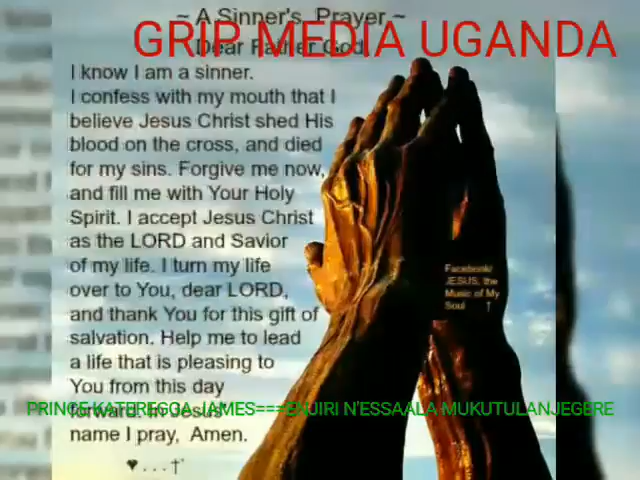 ~ A Sinner's Prayer ~
GRIP MEDIA UGANDA
Dear Father God,
I know I am a sinner.
I confess with my mouth that I
believe Jesus Christ shed His
blood on the cross, and died
for my sins. Forgive me now,
and fill me with Your Holy
Spirit. I accept Jesus Christ
as the LORD and Savior
of my life. I turn my life
over to You, dear LORD,
and thank You for this gift of
salvation. Help me to lead
a life that is pleasing to
You from this day
forward. In Jesus'
name I pray, Amen.
♥...†
Facebook/
JESUS, the
Music of My
Soul †
PRINCE KATEREGGA JAMES===ENJIRI N'ESSAALA MUKUTULANJEGERE